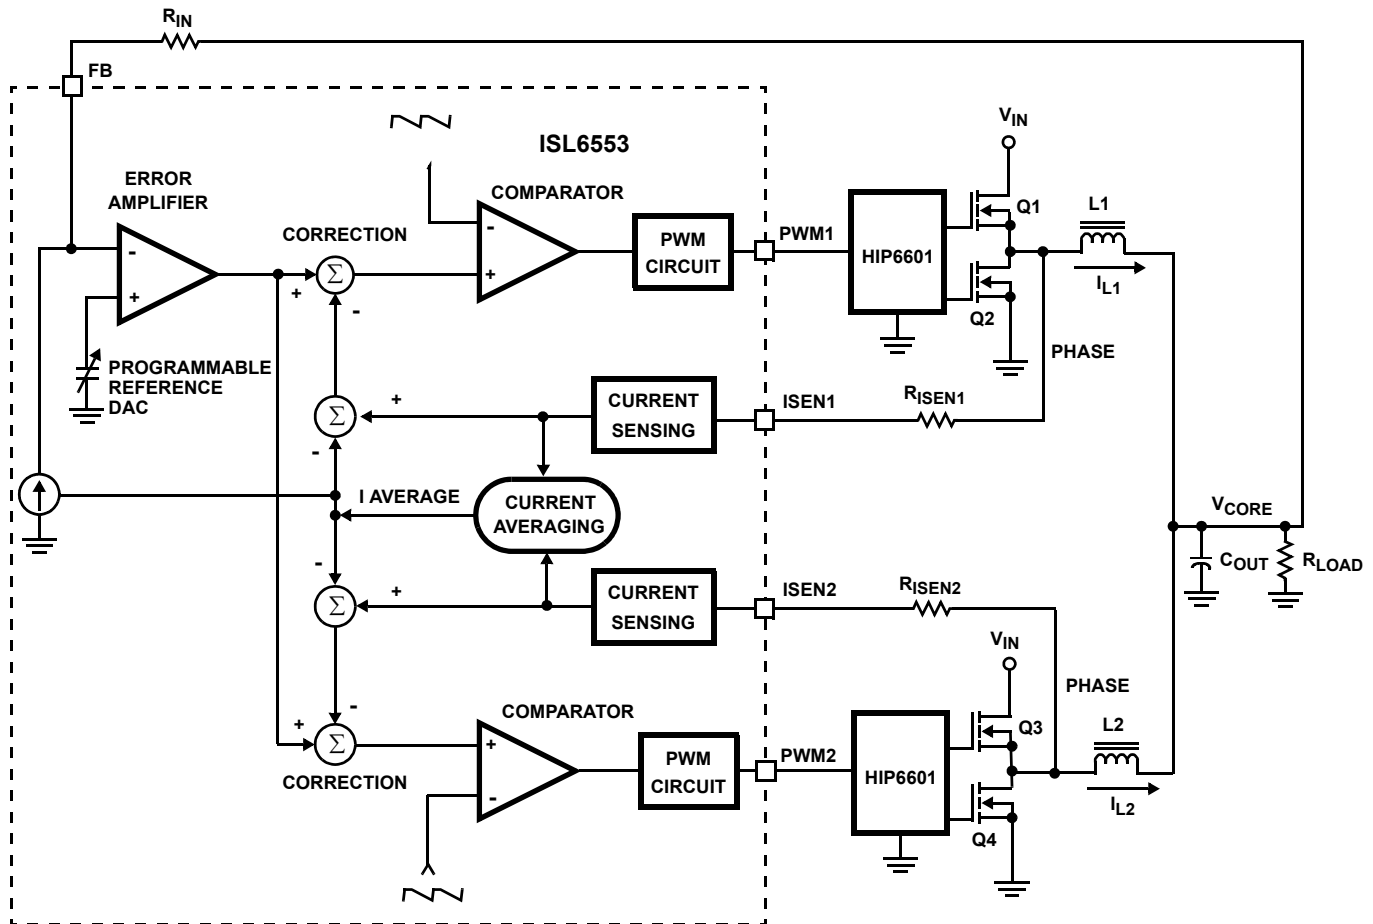 RIN
FB
ISL6553
VIN
ERROR
AMPLIFIER
COMPARATOR
CORRECTION
-
+
+
Σ
-
-
+
PWM
CIRCUIT
PWM1
HIP6601
Q1
Q2
L1
IL1
PHASE
PROGRAMMABLE
REFERENCE
DAC
Σ
+
-
CURRENT
SENSING
ISEN1
RISEN1
I AVERAGE
CURRENT
AVERAGING
VCORE
COUT
RLOAD
-
Σ
+
CURRENT
SENSING
ISEN2
RISEN2
VIN
PHASE
-
+
Σ
CORRECTION
COMPARATOR
+
-
PWM
CIRCUIT
PWM2
HIP6601
Q3
Q4
L2
IL2